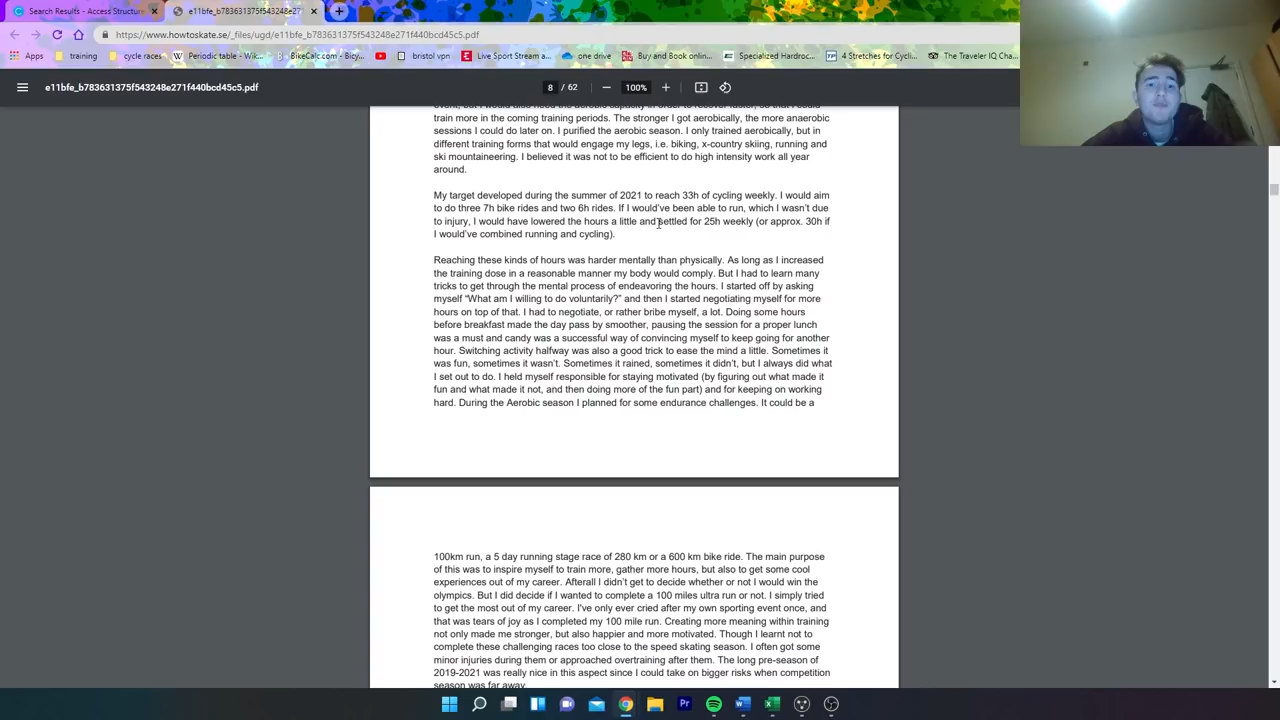 Search Results - Space Structure
e11bfe_b783631375f543248e271
https://www.howtoskate.se/_files/ugd/e11bfe_b783631375f543248e271f440bcd45c5.pdf
Apps training cycle races Periodic table - Wik... BikeCalc.com - Bicy... bristol vpn Live Sport Stream a... one drive Buy and Book onlin... Specialized Hardroc... 4 Stretches for Cycli... The Traveler IQ Cha...
e11bfe_b783631375f543248e271f440bcd45c5.pdf 8 / 62 100%
event, but I would also need the aerobic capacity in order to recover faster, so that I could
train more in the coming training periods. The stronger I got aerobically, the more anaerobic
sessions I could do later on. I purified the aerobic season. I only trained aerobically, but in
different training forms that would engage my legs, i.e. biking, x-country skiing, running and
ski mountaineering. I believed it was not to be efficient to do high intensity work all year
around.
My target developed during the summer of 2021 to reach 33h of cycling weekly. I would aim
to do three 7h bike rides and two 6h rides. If I would've been able to run, which I wasn't due
to injury, I would have lowered the hours a little and settled for 25h weekly (or approx. 30h if
I would've combined running and cycling).
Reaching these kinds of hours was harder mentally than physically. As long as I increased
the training dose in a reasonable manner my body would comply. But I had to learn many
tricks to get through the mental process of endeavoring the hours. I started off by asking
myself “What am I willing to do voluntarily?” and then I started negotiating myself for more
hours on top of that. I had to negotiate, or rather bribe myself, a lot. Doing some hours
before breakfast made the day pass by smoother, pausing the session for a proper lunch
was a must and candy was a successful way of convincing myself to keep going for another
hour. Switching activity halfway was also a good trick to ease the mind a little. Sometimes it
was fun, sometimes it wasn't. Sometimes it rained, sometimes it didn't, but I always did what
I set out to do. I held myself responsible for staying motivated (by figuring out what made it
fun and what made it not, and then doing more of the fun part) and for keeping on working
hard. During the Aerobic season I planned for some endurance challenges. It could be a
100km run, a 5 day running stage race of 280 km or a 600 km bike ride. The main purpose
of this was to inspire myself to train more, gather more hours, but also to get some cool
experiences out of my career. Afterall I didn't get to decide whether or not I would win the
olympics. But I did decide if I wanted to complete a 100 miles ultra run or not. I simply tried
to get the most out of my career. I've only ever cried after my own sporting event once, and
that was tears of joy as I completed my 100 mile run. Creating more meaning within training
not only made me stronger, but also happier and more motivated. Though I learnt not to
complete these challenging races too close to the speed skating season. I often got some
minor injuries during them or approached overtraining after them. The long pre-season of
2019-2021 was really nice in this aspect since I could take on bigger risks when competition
season was far away.